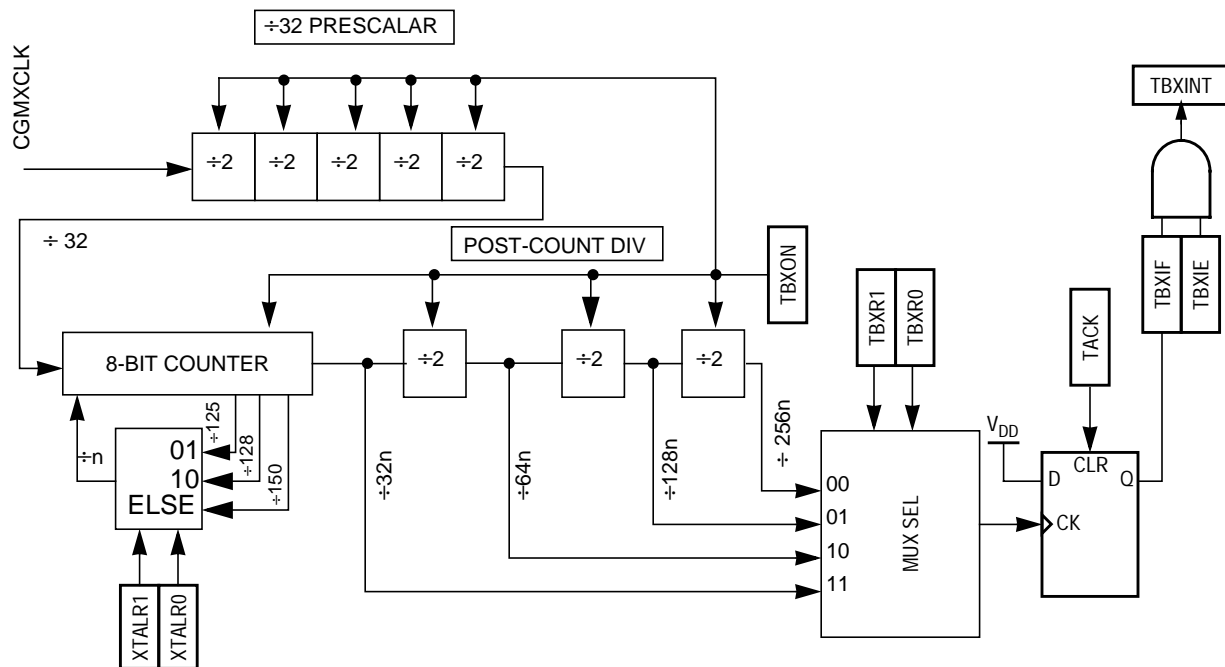 ÷32 PRESCALAR
CGMXCLK
TBXINT
÷2
÷2
÷2
÷2
÷2
÷ 32
POST-COUNT DIV
TBXON
TBXR1
TBXR0
TACK
TBXIF
TBXIE
8-BIT COUNTER
÷2
÷2
÷2
÷n
÷125
÷128
÷150
01
10
ELSE
XTALR1
XTALR0
÷32n
÷64n
÷128n
÷ 256n
00
01
10
11
MUX SEL
VDD
CLR
D
Q
CK